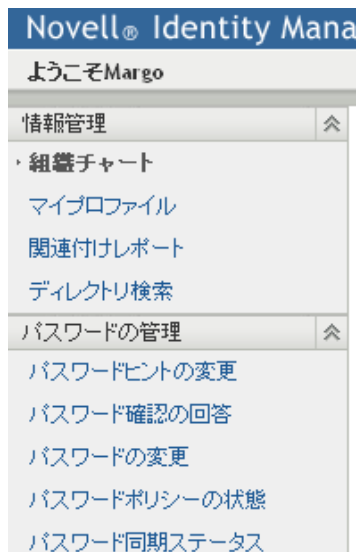 Novell® Identity Mana
ようこそMargo
情報管理
組織チャート
マイプロファイル
関連付けレポート
ディレクトリ検索
パスワードの管理
パスワードヒントの変更
パスワード確認の回答
パスワードの変更
パスワードポリシーの状態
パスワード同期ステータス